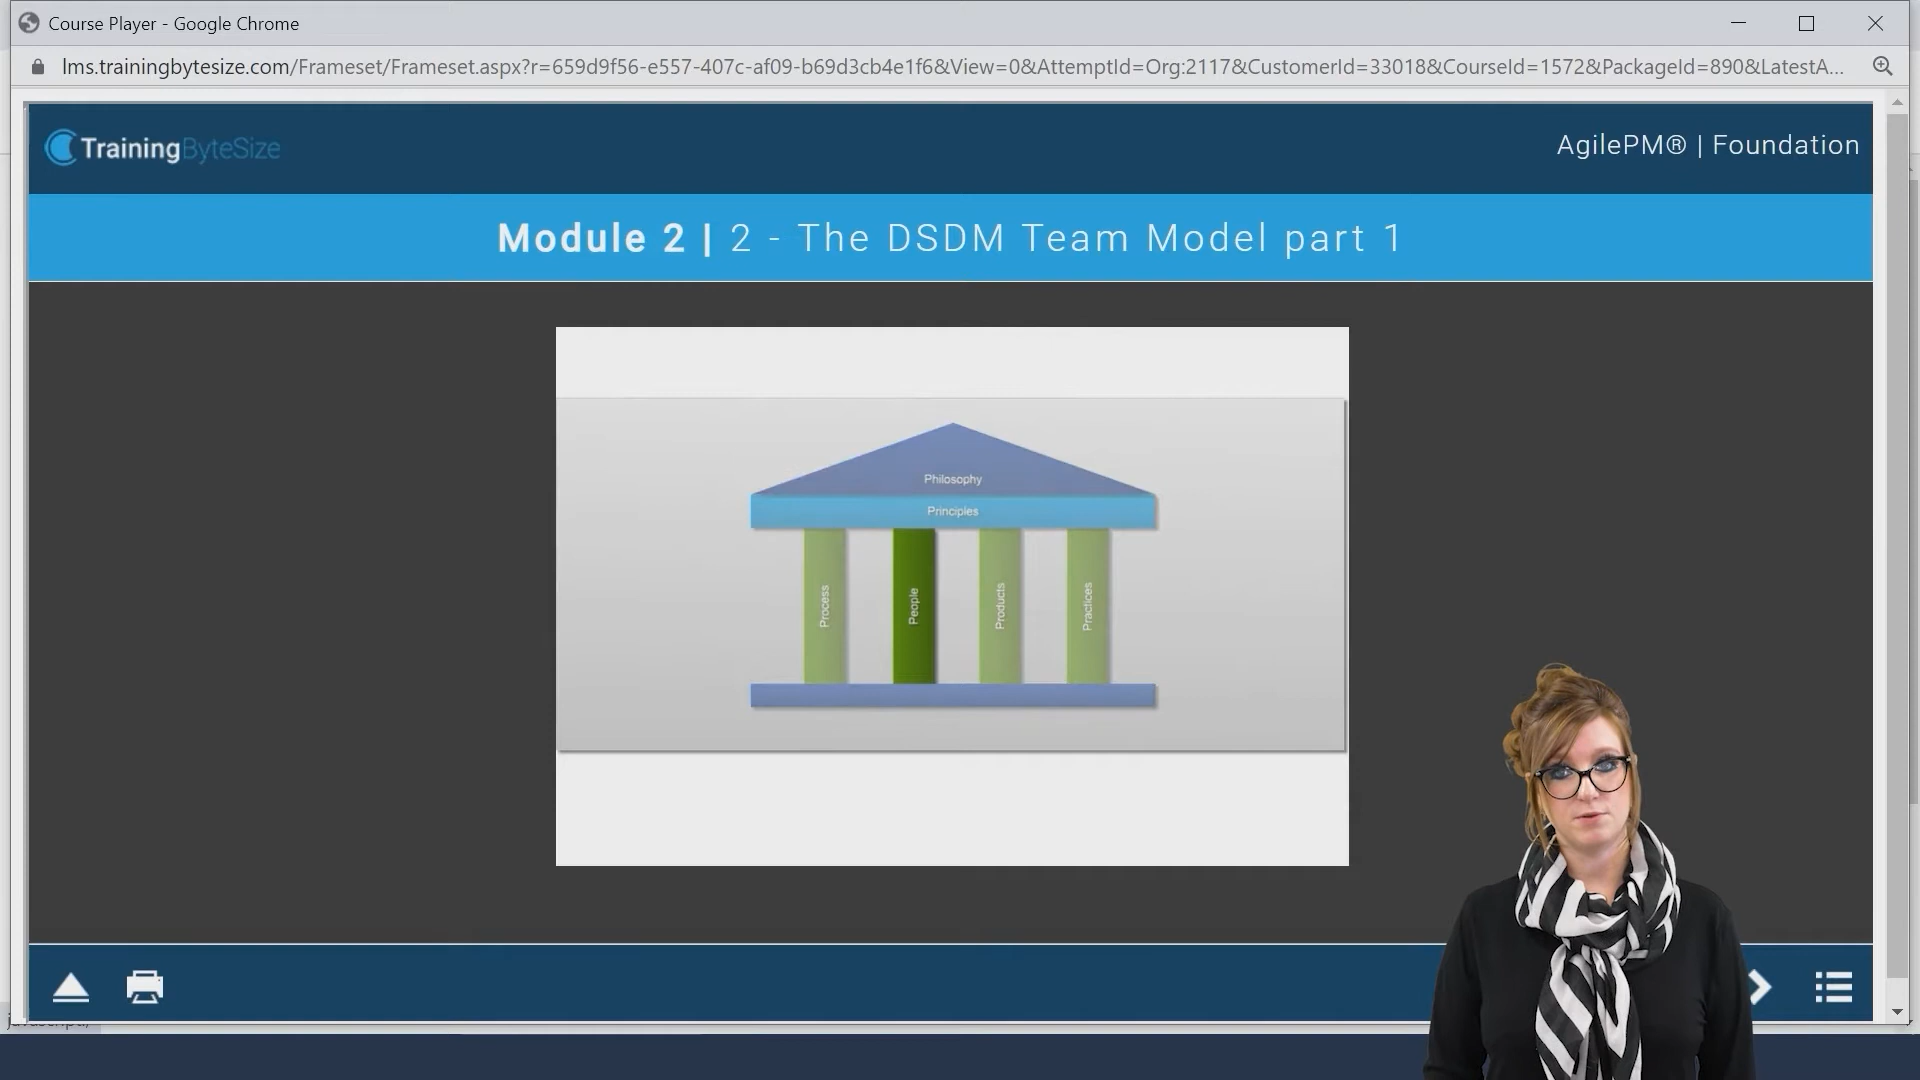 Course Player - Google Chrome
lms.trainingbytesize.com/Frameset/Frameset.aspx?r=659d9f56-e557-407c-af09-b69d3cb4e1f6&View=0&AttemptId=Org:2117&CustomerId=33018&CourseId=1572&PackageId=890&LatestA...
TrainingByteSize
AgilePM® | Foundation
Module 2 | 2 - The DSDM Team Model part 1
Philosophy
Principles
Process
People
Products
Practices